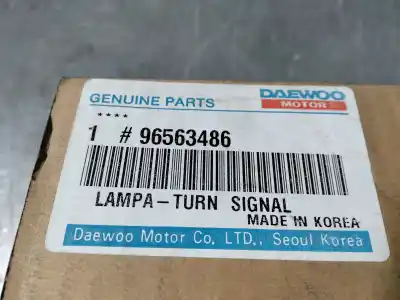 GENUINE PARTS
DAEWOO
MOTOR
****
1 # 96563486
LAMPA-TURN SIGNAL
MADE IN KOREA
Daewoo Motor Co, LTD., Seoul Korea